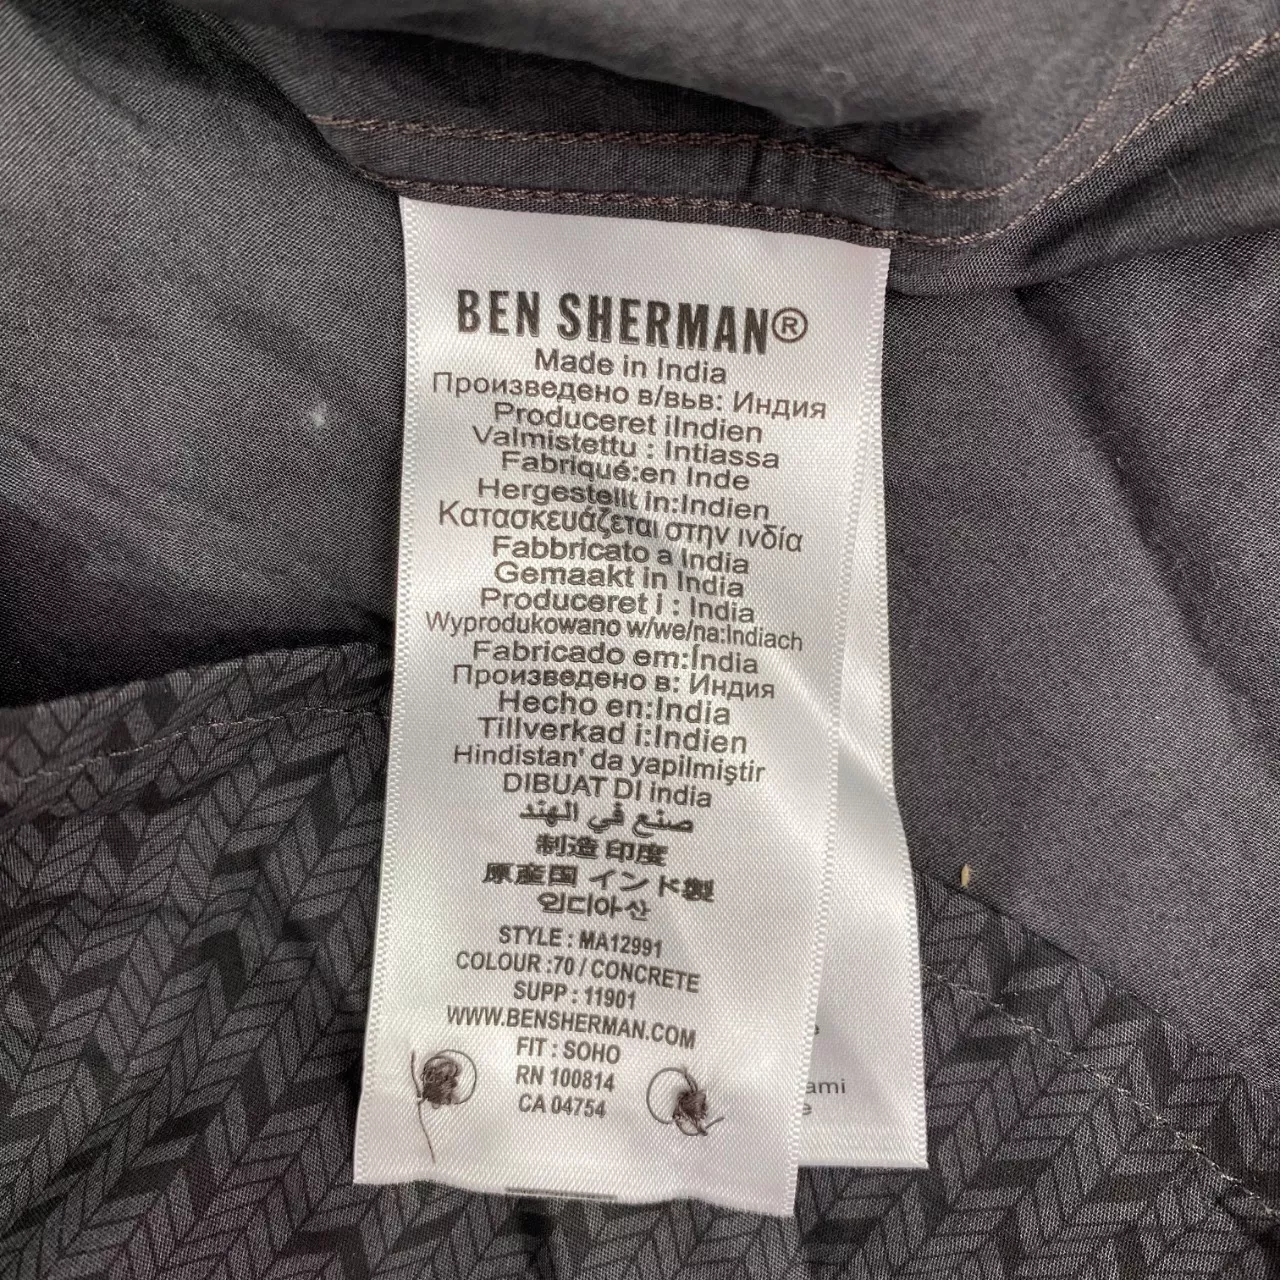 BEN SHERMAN®
Made in India
Произведено в/във: Индия
Produceret iIndien
Valmistettu : Intiassa
Fabriqué:en Inde
Hergestellt in:Indien
Κατασκευάζεται στην ινδία
Fabbricato a India
Gemaakt in India
Produceret i : India
Wyprodukowano w/we/na:Indiach
Fabricado em:Índia
Произведено в: Индия
Hecho en:India
Tillverkad i:Indien
Hindistan' da yapilmiştir
DIBUAT DI india
صنع في الهند
制造 印度
原産国 インド製
인디아산
STYLE : MA12991
COLOUR :70 / CONCRETE
SUPP : 11901
WWW.BENSHERMAN.COM
FIT : SOHO
RN 100814
CA 04754